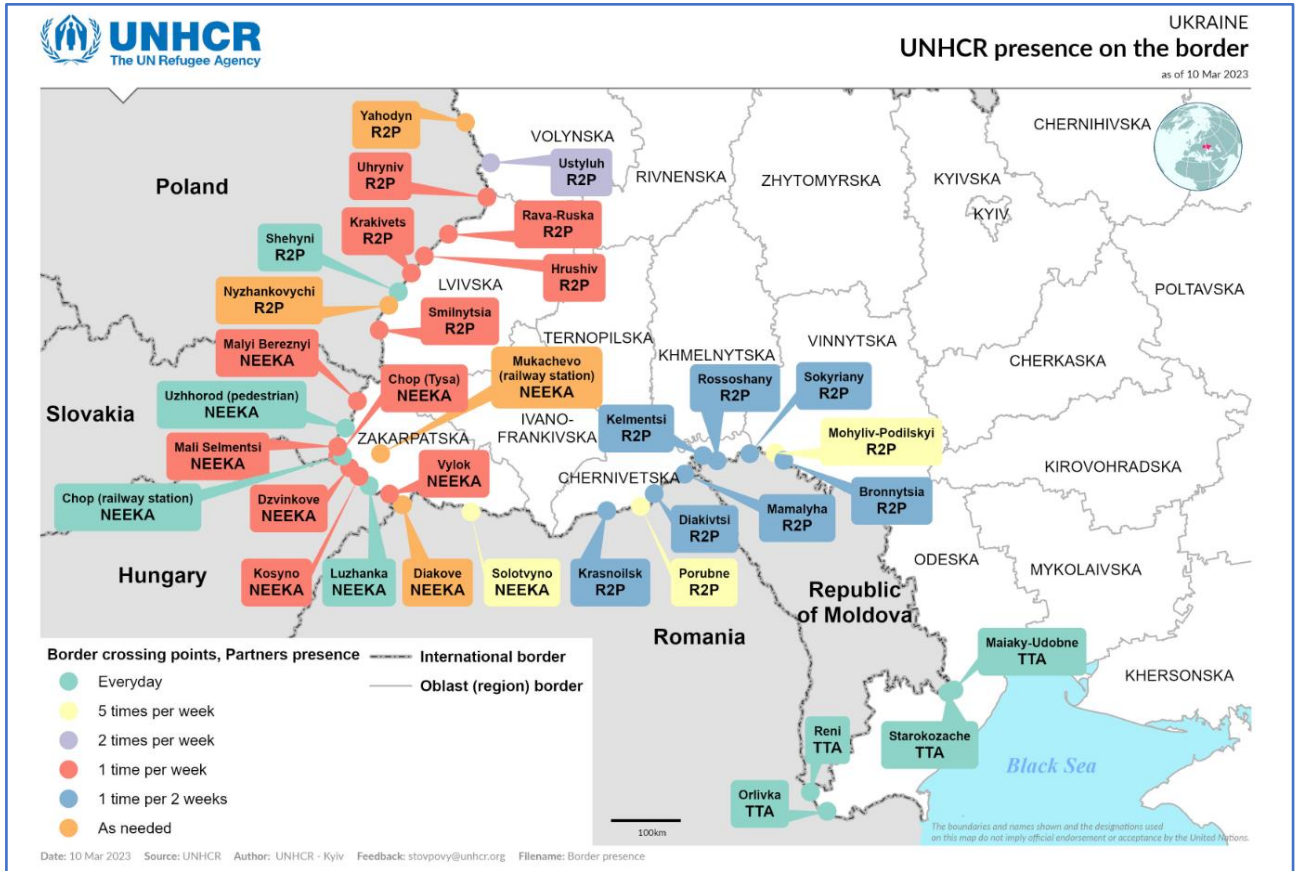 UNHCR
The UN Refugee Agency
UKRAINE
UNHCR presence on the border
as of 10 Mar 2023
Yahodyn
R2P
VOLYNSKA
CHERNIHIVSKA
Uhryniv
R2P
Ustyluh
R2P
RIVNENSKA
ZHYTOMYRSKA
KYIVSKA
KYIV
Poland
Krakivets
R2P
Rava-Ruska
R2P
Shehyni
R2P
Hrushiv
R2P
Nyzhankovychi
R2P
LVIVSKA
Smilnytsia
R2P
POLTAVSKA
Malyi Bereznyi
NEEKA
TERNOPILSKA
KHMELNYTSKA
VINNYTSKA
CHERKASKA
Chop (Tysa)
NEEKA
Mukachevo
(railway station)
NEEKA
Rossoshany
R2P
Sokyriany
R2P
Slovakia
Uzhhorod (pedestrian)
NEEKA
Kelmentsi
R2P
Mohyliv-Podilskyi
R2P
Mali Selmentsi
NEEKA
ZAKARPATSKA
IVANO-
FRANKIVSKA
KIROVOHRADSKA
Chop (railway station)
NEEKA
Dzvinkove
NEEKA
Vylok
NEEKA
CHERNIVETSKA
Diakivtsi
R2P
Mamalyha
R2P
Bronnytsia
R2P
Hungary
Kosyno
NEEKA
Luzhanka
NEEKA
Diakove
NEEKA
Solotvyno
NEEKA
Krasnoilsk
R2P
Porubne
R2P
ODESKA
MYKOLAIVSKA
Republic
of Moldova
Romania
Maiaky-Udobne
TTA
KHERSONSKA
Reni
TTA
Starokozache
TTA
Black Sea
Orlivka
TTA
Border crossing points, Partners presence
Everyday
5 times per week
2 times per week
1 time per week
1 time per 2 weeks
As needed
International border
Oblast (region) border
100km
The boundaries and names shown and the designations used
on this map do not imply official endorsement or acceptance by the United Nations.
Date: 10 Mar 2023 Source: UNHCR Author: UNHCR - Kyiv Feedback: stovpovy@unhcr.org Filename: Border presence